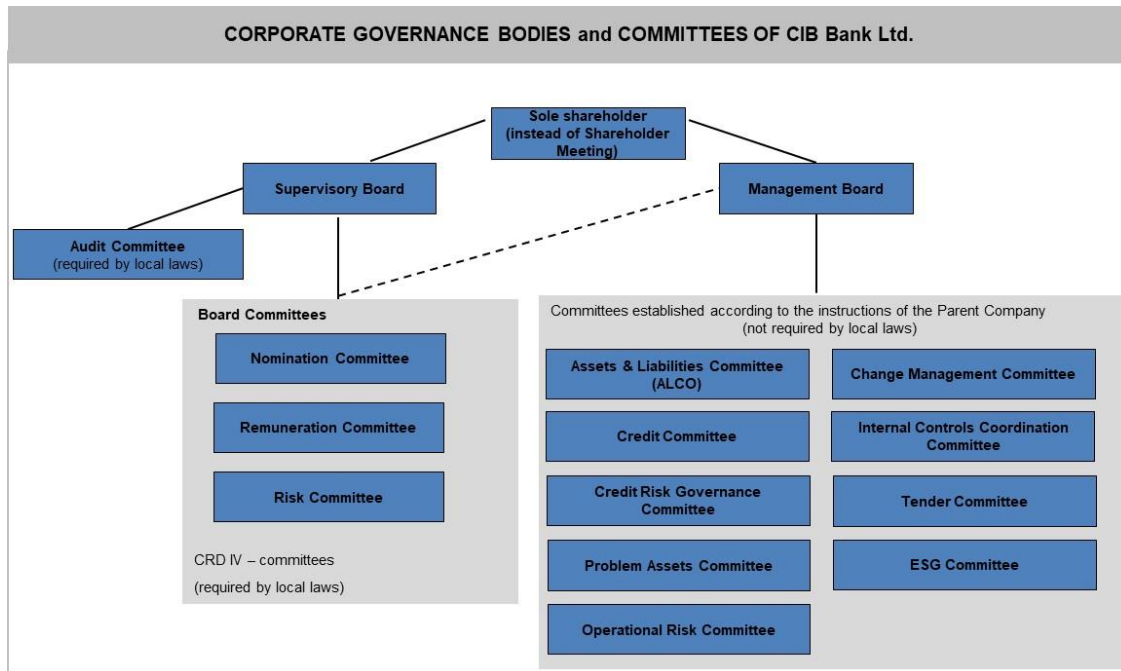 CORPORATE GOVERNANCE BODIES and COMMITTEES OF CIB Bank Ltd.
Sole shareholder
(instead of Shareholder
Meeting)
Supervisory Board
Management Board
Audit Committee
(required by local laws)
Board Committees
Nomination Committee
Remuneration Committee
Risk Committee
CRD IV – committees
(required by local laws)
Committees established according to the instructions of the Parent Company
(not required by local laws)
Assets & Liabilities Committee
(ALCO)
Change Management Committee
Credit Committee
Internal Controls Coordination
Committee
Credit Risk Governance
Committee
Tender Committee
Problem Assets Committee
ESG Committee
Operational Risk Committee